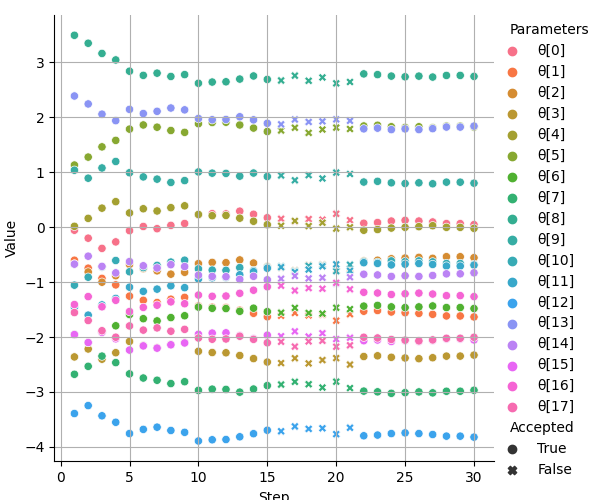 Parameters
θ[0]
θ[1]
θ[2]
θ[3]
θ[4]
θ[5]
θ[6]
θ[7]
θ[8]
θ[9]
θ[10]
θ[11]
θ[12]
θ[13]
θ[14]
θ[15]
θ[16]
θ[17]
Accepted
True
False
Value
3
2
1
0
−1
−2
−3
−4
0
5
10
15
20
25
30
Step